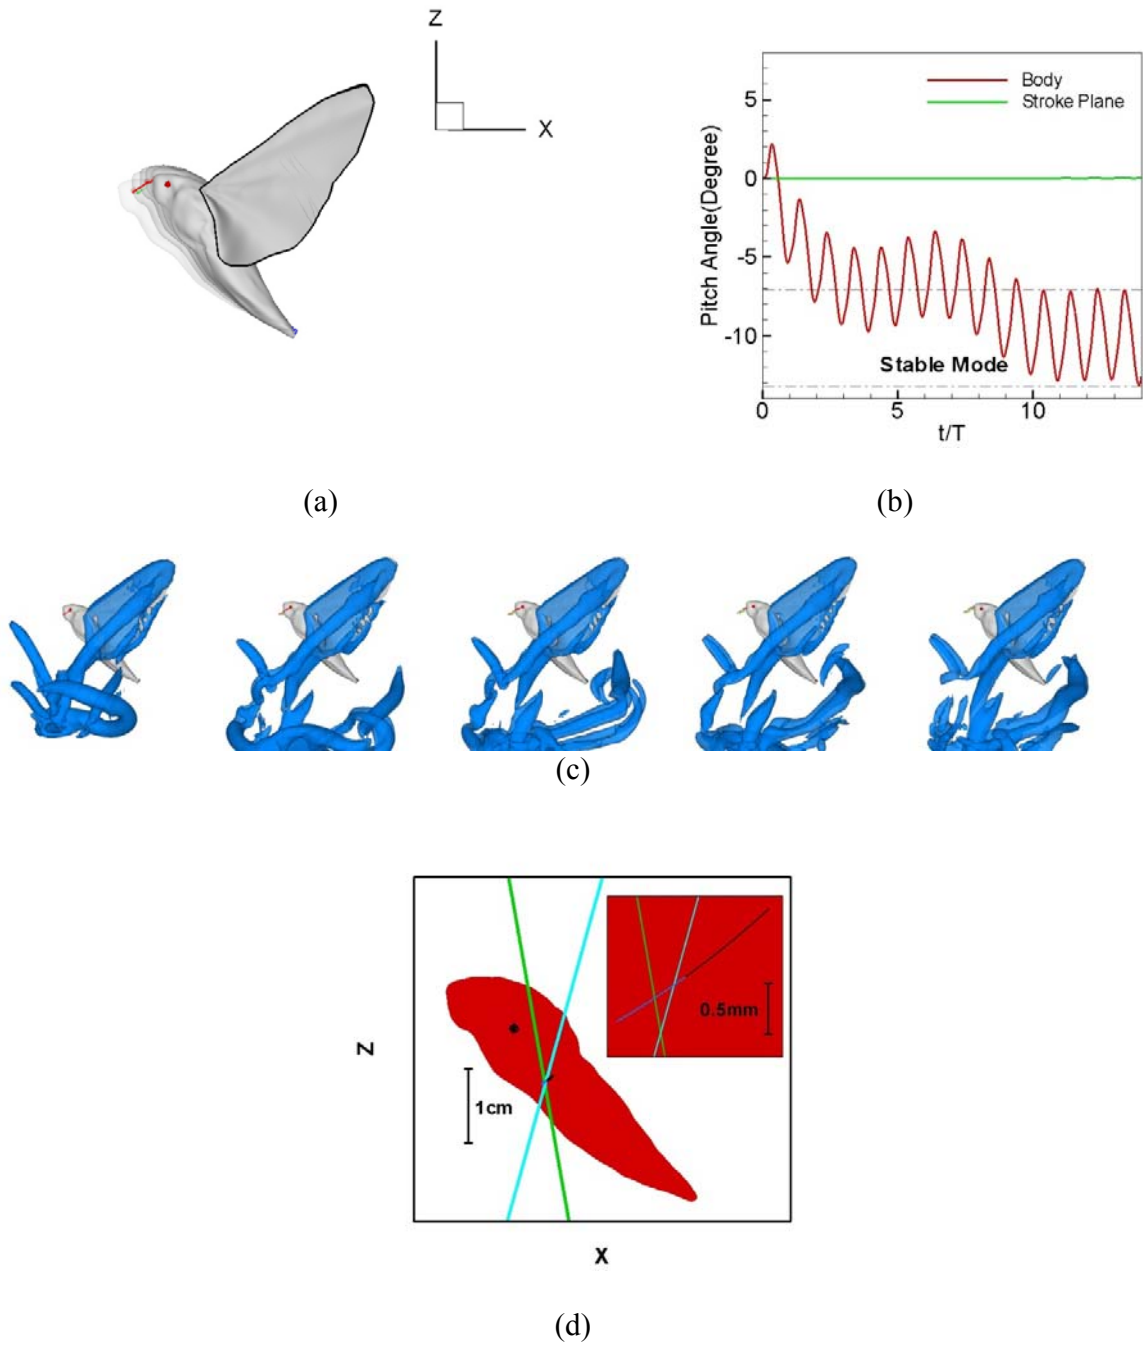 Z
X
Body
Stroke Plane
5
0
-5
-10
Pitch Angle(Degree)
Stable Mode
0
5
10
t/T
(a)
(b)
(c)
0.5mm
Z
1cm
X
(d)